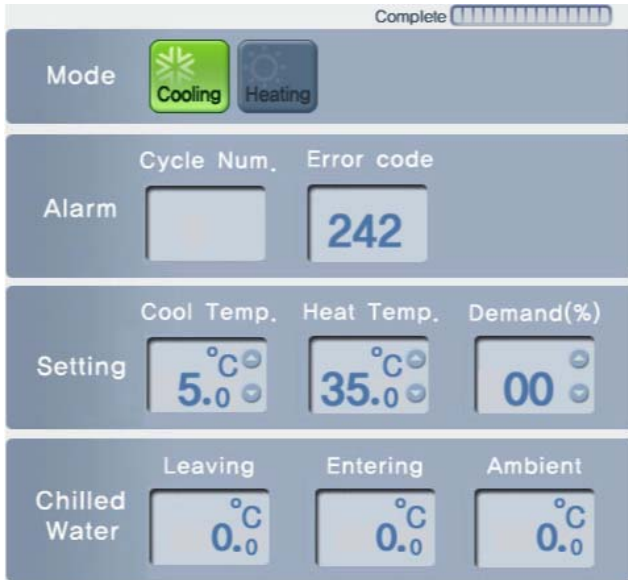 Complete
Mode Cooling Heating
Cycle Num. Error code
Alarm 242
Cool Temp. Heat Temp. Demand(%)
Setting 5.0 °C 35.0 °C 00
Leaving Entering Ambient
Chilled Water 0.0 °C 0.0 °C 0.0 °C